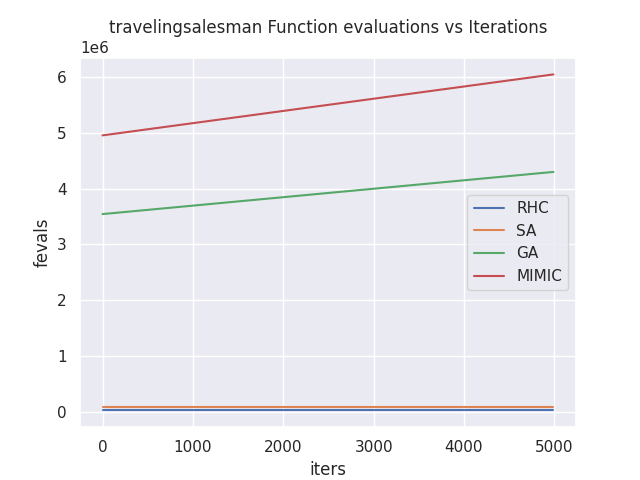 travelingsalesman Function evaluations vs Iterations
1e6
6
5
4
3
2
1
0
fevals
RHC
SA
GA
MIMIC
0 1000 2000 3000 4000 5000
iters